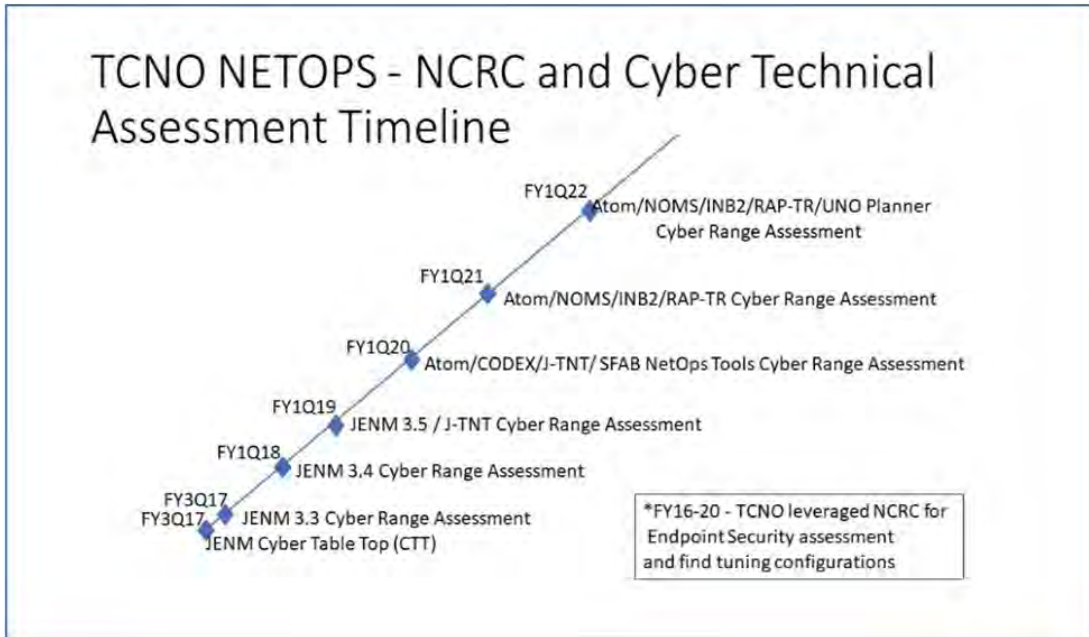 TCNO NETOPS - NCRC and Cyber Technical
Assessment Timeline
FY1Q22
Atom/NOMS/INB2/RAP-TR/UNO Planner
Cyber Range Assessment
FY1Q21
Atom/NOMS/INB2/RAP-TR Cyber Range Assessment
FY1Q20
Atom/CODEX/J-TNT/ SFAB NetOps Tools Cyber Range Assessment
FY1Q19
JENM 3.5 / J-TNT Cyber Range Assessment
FY1Q18
JENM 3.4 Cyber Range Assessment
FY3Q17
JENM 3.3 Cyber Range Assessment
FY3Q17
JENM Cyber Table Top (CTT)
*FY16-20 - TCNO leveraged NCRC for
Endpoint Security assessment
and find tuning configurations